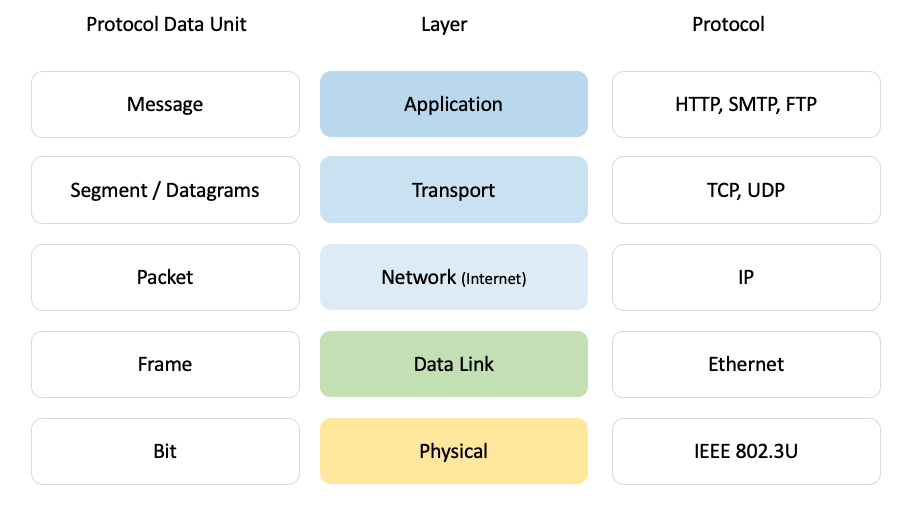 Protocol Data Unit Layer Protocol
Message Application HTTP, SMTP, FTP
Segment / Datagrams Transport TCP, UDP
Packet Network (Internet) IP
Frame Data Link Ethernet
Bit Physical IEEE 802.3U